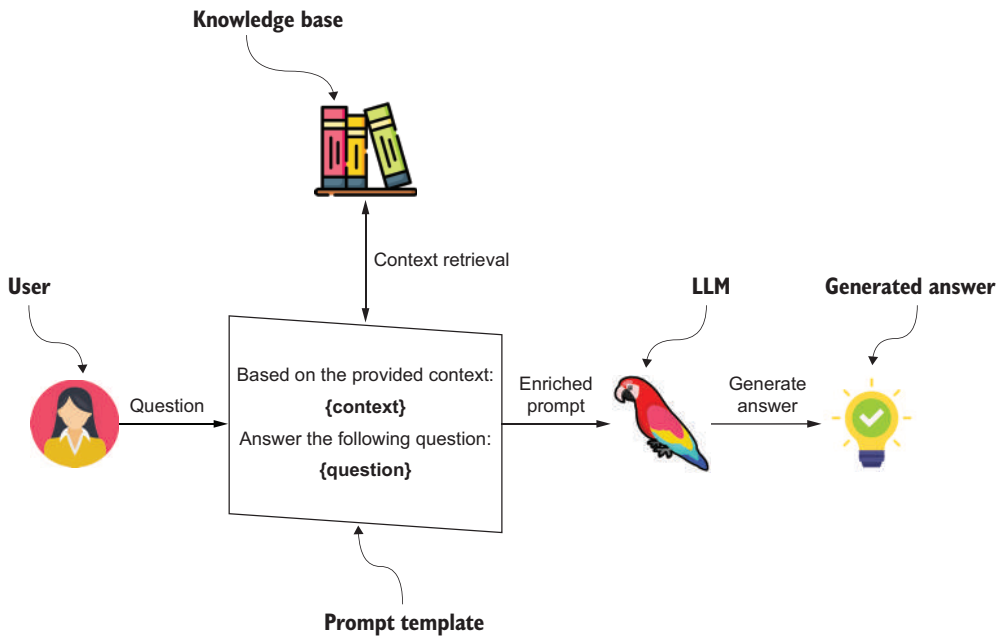 Knowledge base
Context retrieval
User
LLM
Generated answer
Question
Based on the provided context:
{context}
Answer the following question:
{question}
Enriched
prompt
Generate
answer
Prompt template